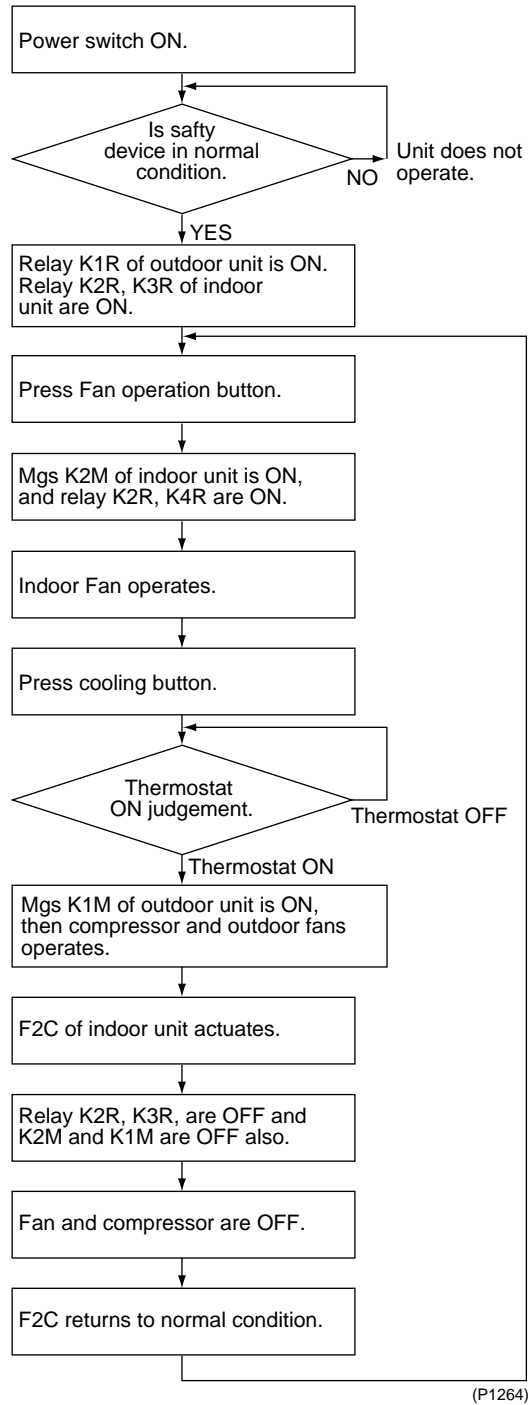 Power switch ON.
Is safty
device in normal
condition.
NO
Unit does not
operate.
YES
Relay K1R of outdoor unit is ON.
Relay K2R, K3R of indoor
unit are ON.
Press Fan operation button.
Mgs K2M of indoor unit is ON,
and relay K2R, K4R are ON.
Indoor Fan operates.
Press cooling button.
Thermostat
ON judgement.
Thermostat OFF
Thermostat ON
Mgs K1M of outdoor unit is ON,
then compressor and outdoor fans
operates.
F2C of indoor unit actuates.
Relay K2R, K3R, are OFF and
K2M and K1M are OFF also.
Fan and compressor are OFF.
F2C returns to normal condition.
(P1264)